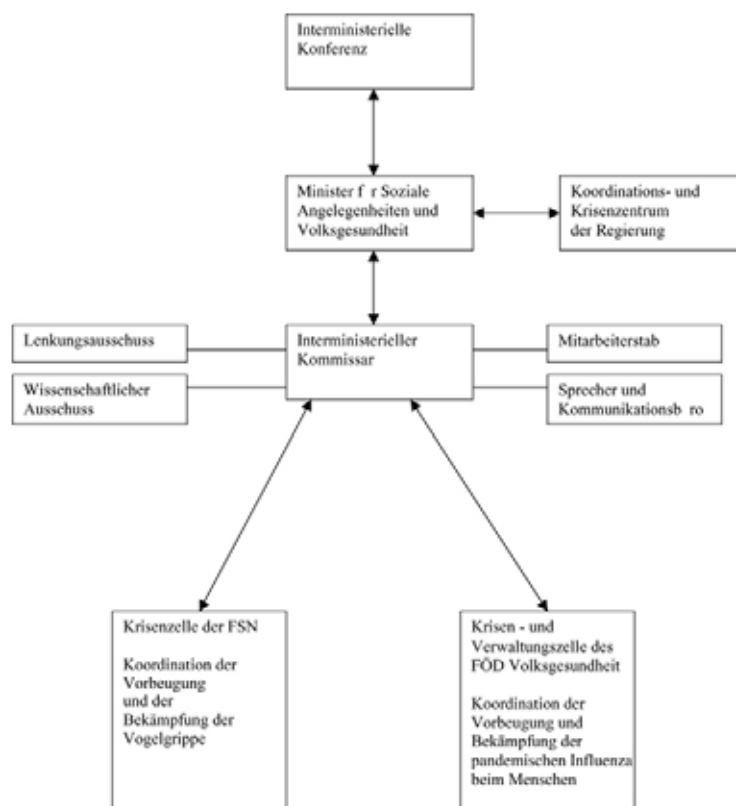 Interministerielle
Konferenz
Minister f r Soziale
Angelegenheiten und
Volksgesundheit
Koordinations- und
Krisenzentrum
der Regierung
Lenkungsausschuss
Interministerieller
Kommissar
Mitarbeiterstab
Wissenschaftlicher
Ausschuss
Sprecher und
Kommunikationsb ro
Krisenzelle der FSN
Koordination der
Vorbeugung
und der
Bekämpfung der
Vogelgrippe
Krisen - und
Verwaltungszelle des
FÖD Volksgesundheit
Koordination der
Vorbeugung und
Bekämpfung der
pandemischen Influenza
beim Menschen